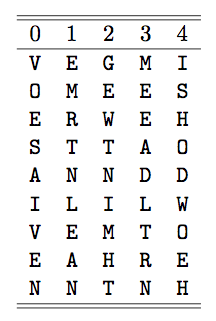 0 1 2 3 4
V E G M I
O M E E S
E R W E H
S T T A O
A N N D D
I L I L W
V E M T O
E A H R E
N N T N H